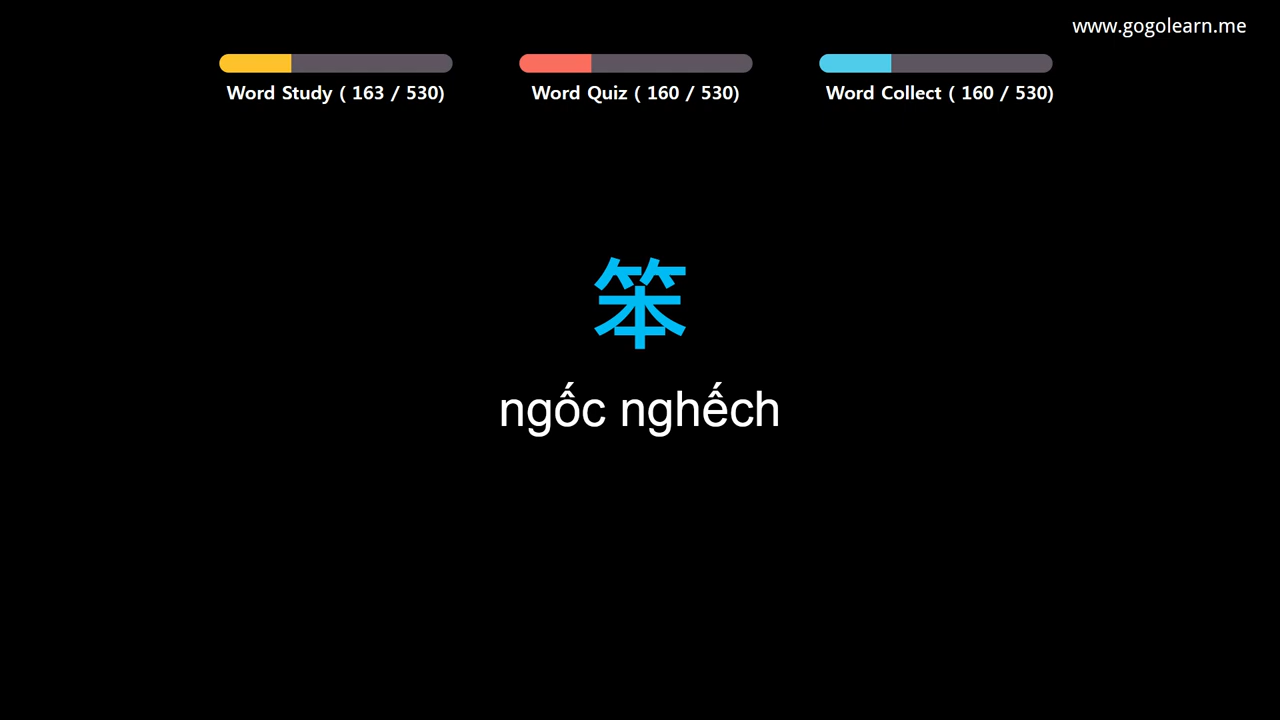 www.gogolearn.me
Word Study ( 163 / 530)
Word Quiz ( 160 / 530)
Word Collect ( 160 / 530)
笨
ngốc nghếch